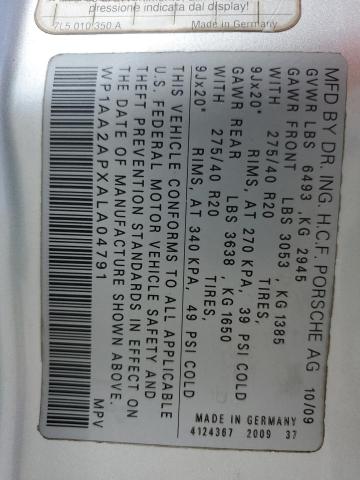 pressione indicata dal display!
7L5 010 350 A Made in Germany
MFD BY DR. ING. H.C.F. PORSCHE AG 10/09
GVWR LBS 6493 , KG 2945
GAWR FRONT LBS 3053 , KG 1385
WITH 275/40 R20 TIRES,
9Jx20" RIMS, AT 270 KPA, 39 PSI COLD
GAWR REAR LBS 3638 , KG 1650
WITH 275/40 R20 TIRES,
9Jx20" RIMS, AT 340 KPA, 49 PSI COLD
THIS VEHICLE CONFORMS TO ALL APPLICABLE
U.S. FEDERAL MOTOR VEHICLE SAFETY AND
THEFT PREVENTION STANDARDS IN EFFECT ON
THE DATE OF MANUFACTURE SHOWN ABOVE.
WP1AA2APXALA04791 MPV
MADE IN GERMANY
4124367 2009 37